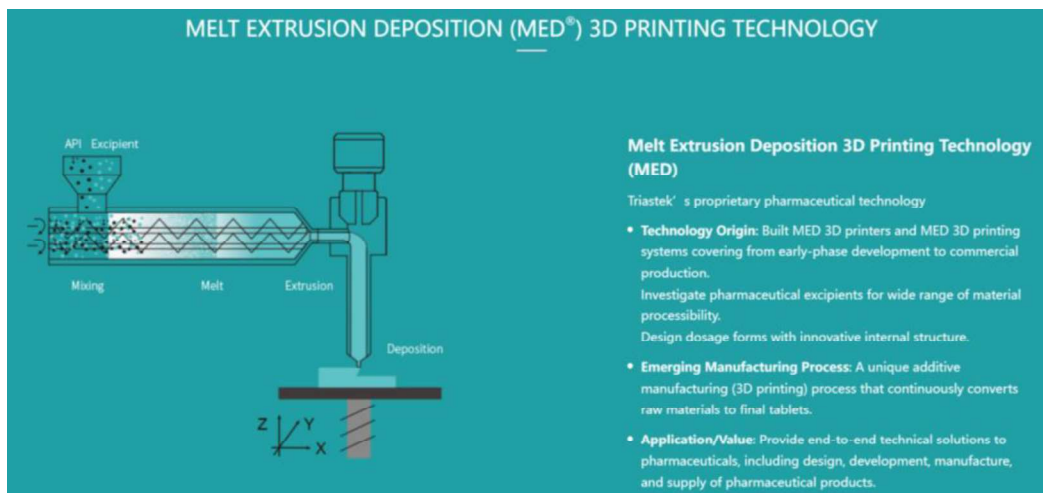 MELT EXTRUSION DEPOSITION (MED®) 3D PRINTING TECHNOLOGY
API Excipient
Mixing
Melt
Extrusion
Deposition
Z
Y
X
Melt Extrusion Deposition 3D Printing Technology
(MED)
Triastek' s proprietary pharmaceutical technology
• Technology Origin: Built MED 3D printers and MED 3D printing
systems covering from early-phase development to commercial
production.
Investigate pharmaceutical excipients for wide range of material
processibility.
Design dosage forms with innovative internal structure.
• Emerging Manufacturing Process: A unique additive
manufacturing (3D printing) process that continuously converts
raw materials to final tablets.
• Application/Value: Provide end-to-end technical solutions to
pharmaceuticals, including design, development, manufacture,
and supply of pharmaceutical products.